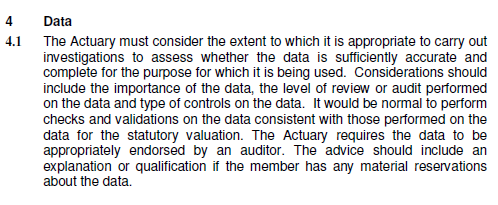 4 Data
4.1 The Actuary must consider the extent to which it is appropriate to carry out
investigations to assess whether the data is sufficiently accurate and
complete for the purpose for which it is being used. Considerations should
include the importance of the data, the level of review or audit performed
on the data and type of controls on the data. It would be normal to perform
checks and validations on the data consistent with those performed on the
data for the statutory valuation. The Actuary requires the data to be
appropriately endorsed by an auditor. The advice should include an
explanation or qualification if the member has any material reservations
about the data.